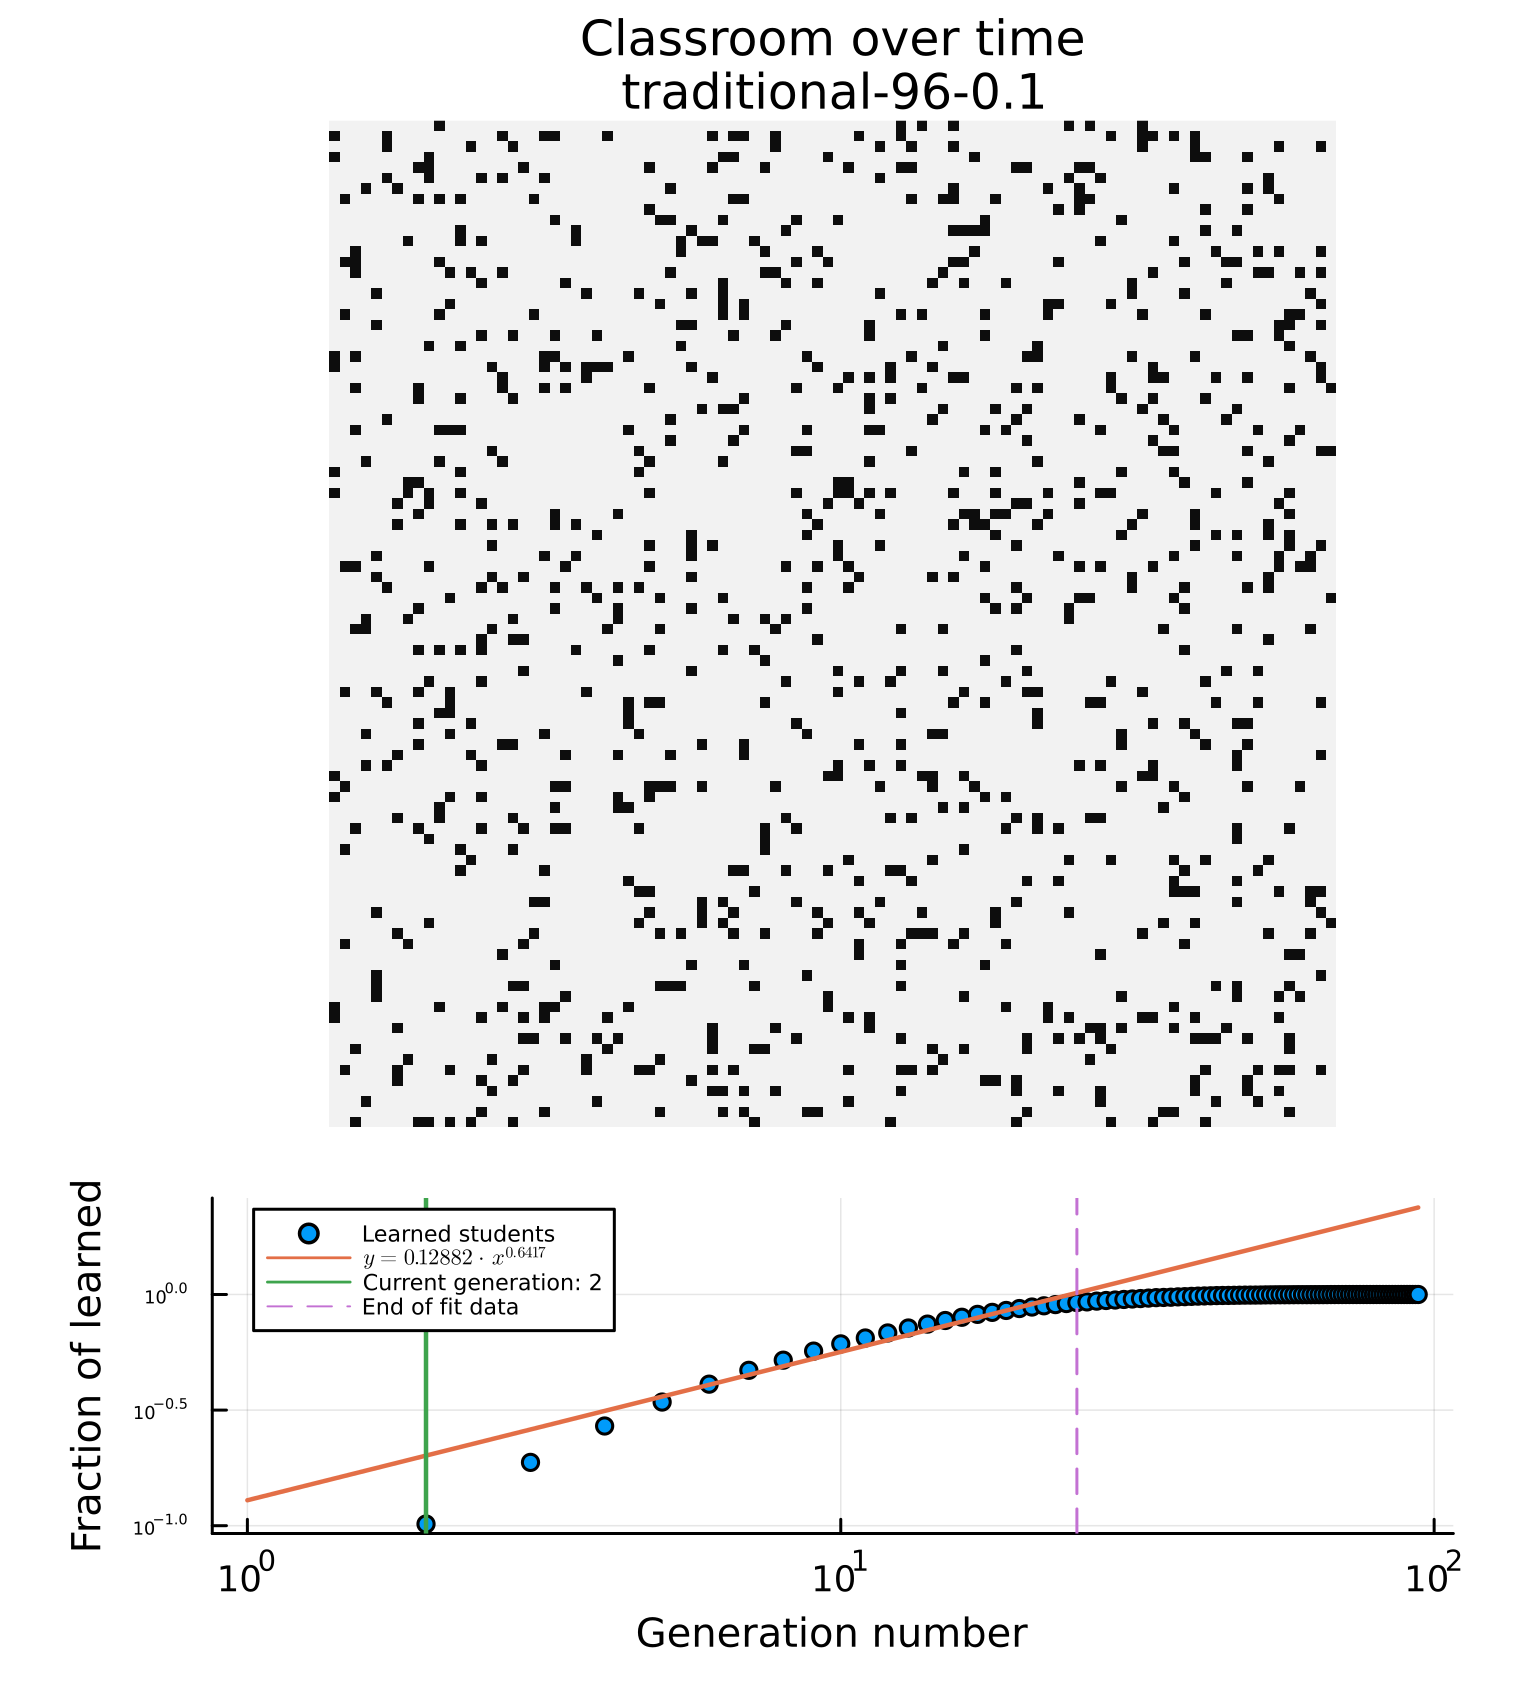 Classroom over time
traditional-96-0.1
Fraction of learned
Learned students
y = 0.12882 · x^0.6417
Current generation: 2
End of fit data
10^0.0
10^−0.5
10^−1.0
10^0 10^1 10^2
Generation number